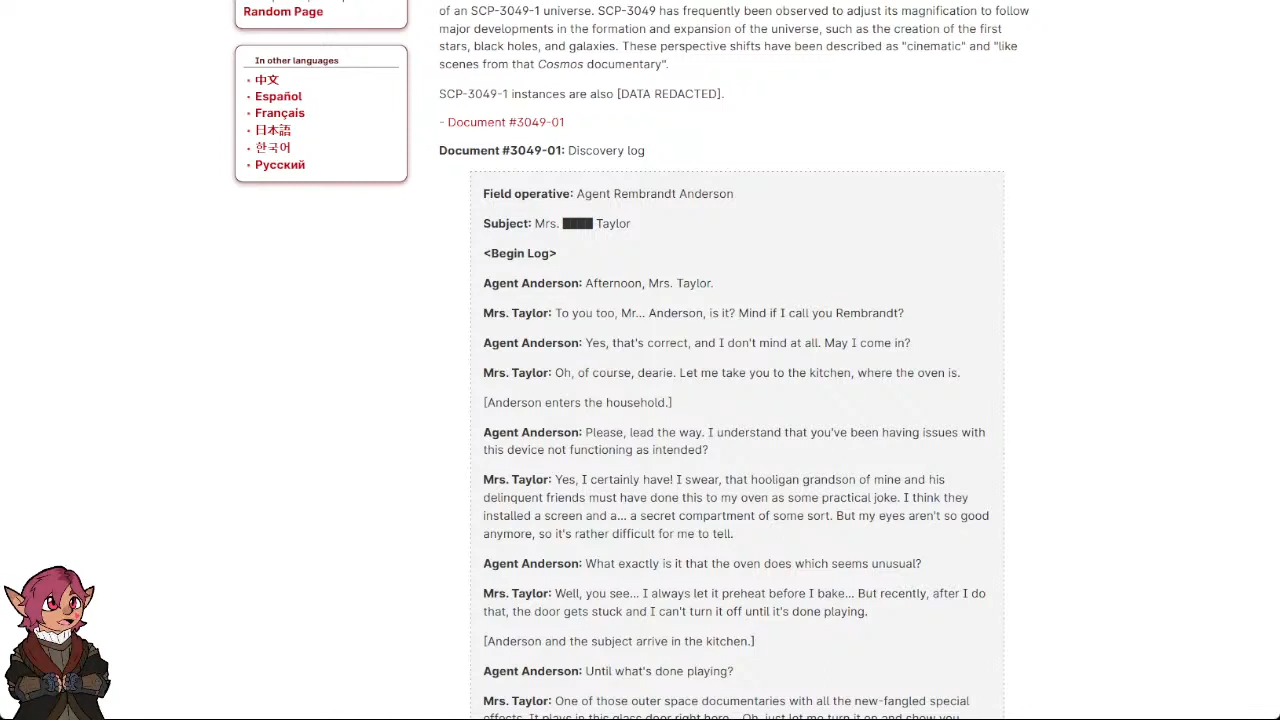 Random Page
In other languages
中文
Español
Français
日本語
한국어
Русский
of an SCP-3049-1 universe. SCP-3049 has frequently been observed to adjust its magnification to follow
major developments in the formation and expansion of the universe, such as the creation of the first
stars, black holes, and galaxies. These perspective shifts have been described as "cinematic" and "like
scenes from that Cosmos documentary".
SCP-3049-1 instances are also [DATA REDACTED].
- Document #3049-01
Document #3049-01: Discovery log
Field operative: Agent Rembrandt Anderson
Subject: Mrs. ████ Taylor
<Begin Log>
Agent Anderson: Afternoon, Mrs. Taylor.
Mrs. Taylor: To you too, Mr... Anderson, is it? Mind if I call you Rembrandt?
Agent Anderson: Yes, that's correct, and I don't mind at all. May I come in?
Mrs. Taylor: Oh, of course, dearie. Let me take you to the kitchen, where the oven is.
[Anderson enters the household.]
Agent Anderson: Please, lead the way. I understand that you've been having issues with
this device not functioning as intended?
Mrs. Taylor: Yes, I certainly have! I swear, that hooligan grandson of mine and his
delinquent friends must have done this to my oven as some practical joke. I think they
installed a screen and a... a secret compartment of some sort. But my eyes aren't so good
anymore, so it's rather difficult for me to tell.
Agent Anderson: What exactly is it that the oven does which seems unusual?
Mrs. Taylor: Well, you see... I always let it preheat before I bake... But recently, after I do
that, the door gets stuck and I can't turn it off until it's done playing.
[Anderson and the subject arrive in the kitchen.]
Agent Anderson: Until what's done playing?
Mrs. Taylor: One of those outer space documentaries with all the new-fangled special
effects. It plays in this glass door right here... Oh, just let me turn it on and show you.